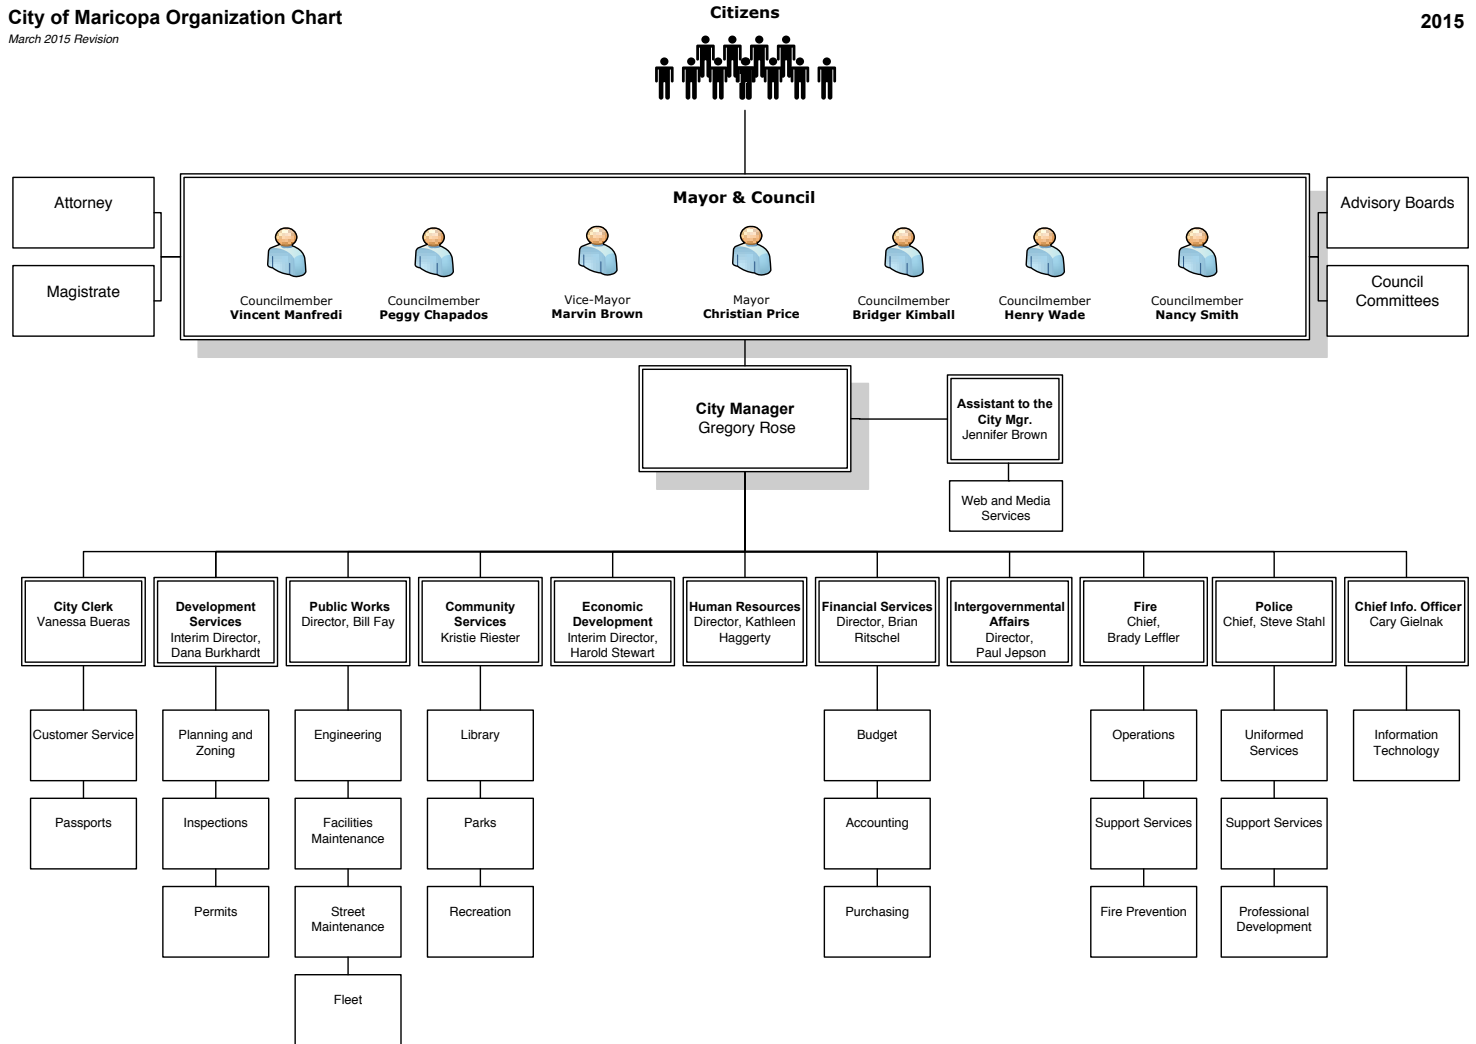 City of Maricopa Organization Chart
March 2015 Revision
Citizens
2015
Attorney
Magistrate
Mayor & Council
Councilmember
Vincent Manfredi
Councilmember
Peggy Chapados
Vice-Mayor
Marvin Brown
Mayor
Christian Price
Councilmember
Bridger Kimball
Councilmember
Henry Wade
Councilmember
Nancy Smith
Advisory Boards
Council
Committees
City Manager
Gregory Rose
Assistant to the
City Mgr.
Jennifer Brown
Web and Media
Services
City Clerk
Vanessa Bueras
Development
Services
Interim Director,
Dana Burkhardt
Public Works
Director, Bill Fay
Community
Services
Kristie Riester
Economic
Development
Interim Director,
Harold Stewart
Human Resources
Director, Kathleen
Haggerty
Financial Services
Director, Brian
Ritschel
Intergovernmental
Affairs
Director,
Paul Jepson
Fire
Chief,
Brady Leffler
Police
Chief, Steve Stahl
Chief Info. Officer
Cary Gielnak
Customer Service
Passports
Planning and
Zoning
Inspections
Permits
Engineering
Facilities
Maintenance
Street
Maintenance
Fleet
Library
Parks
Recreation
Budget
Accounting
Purchasing
Operations
Support Services
Fire Prevention
Uniformed
Services
Support Services
Professional
Development
Information
Technology